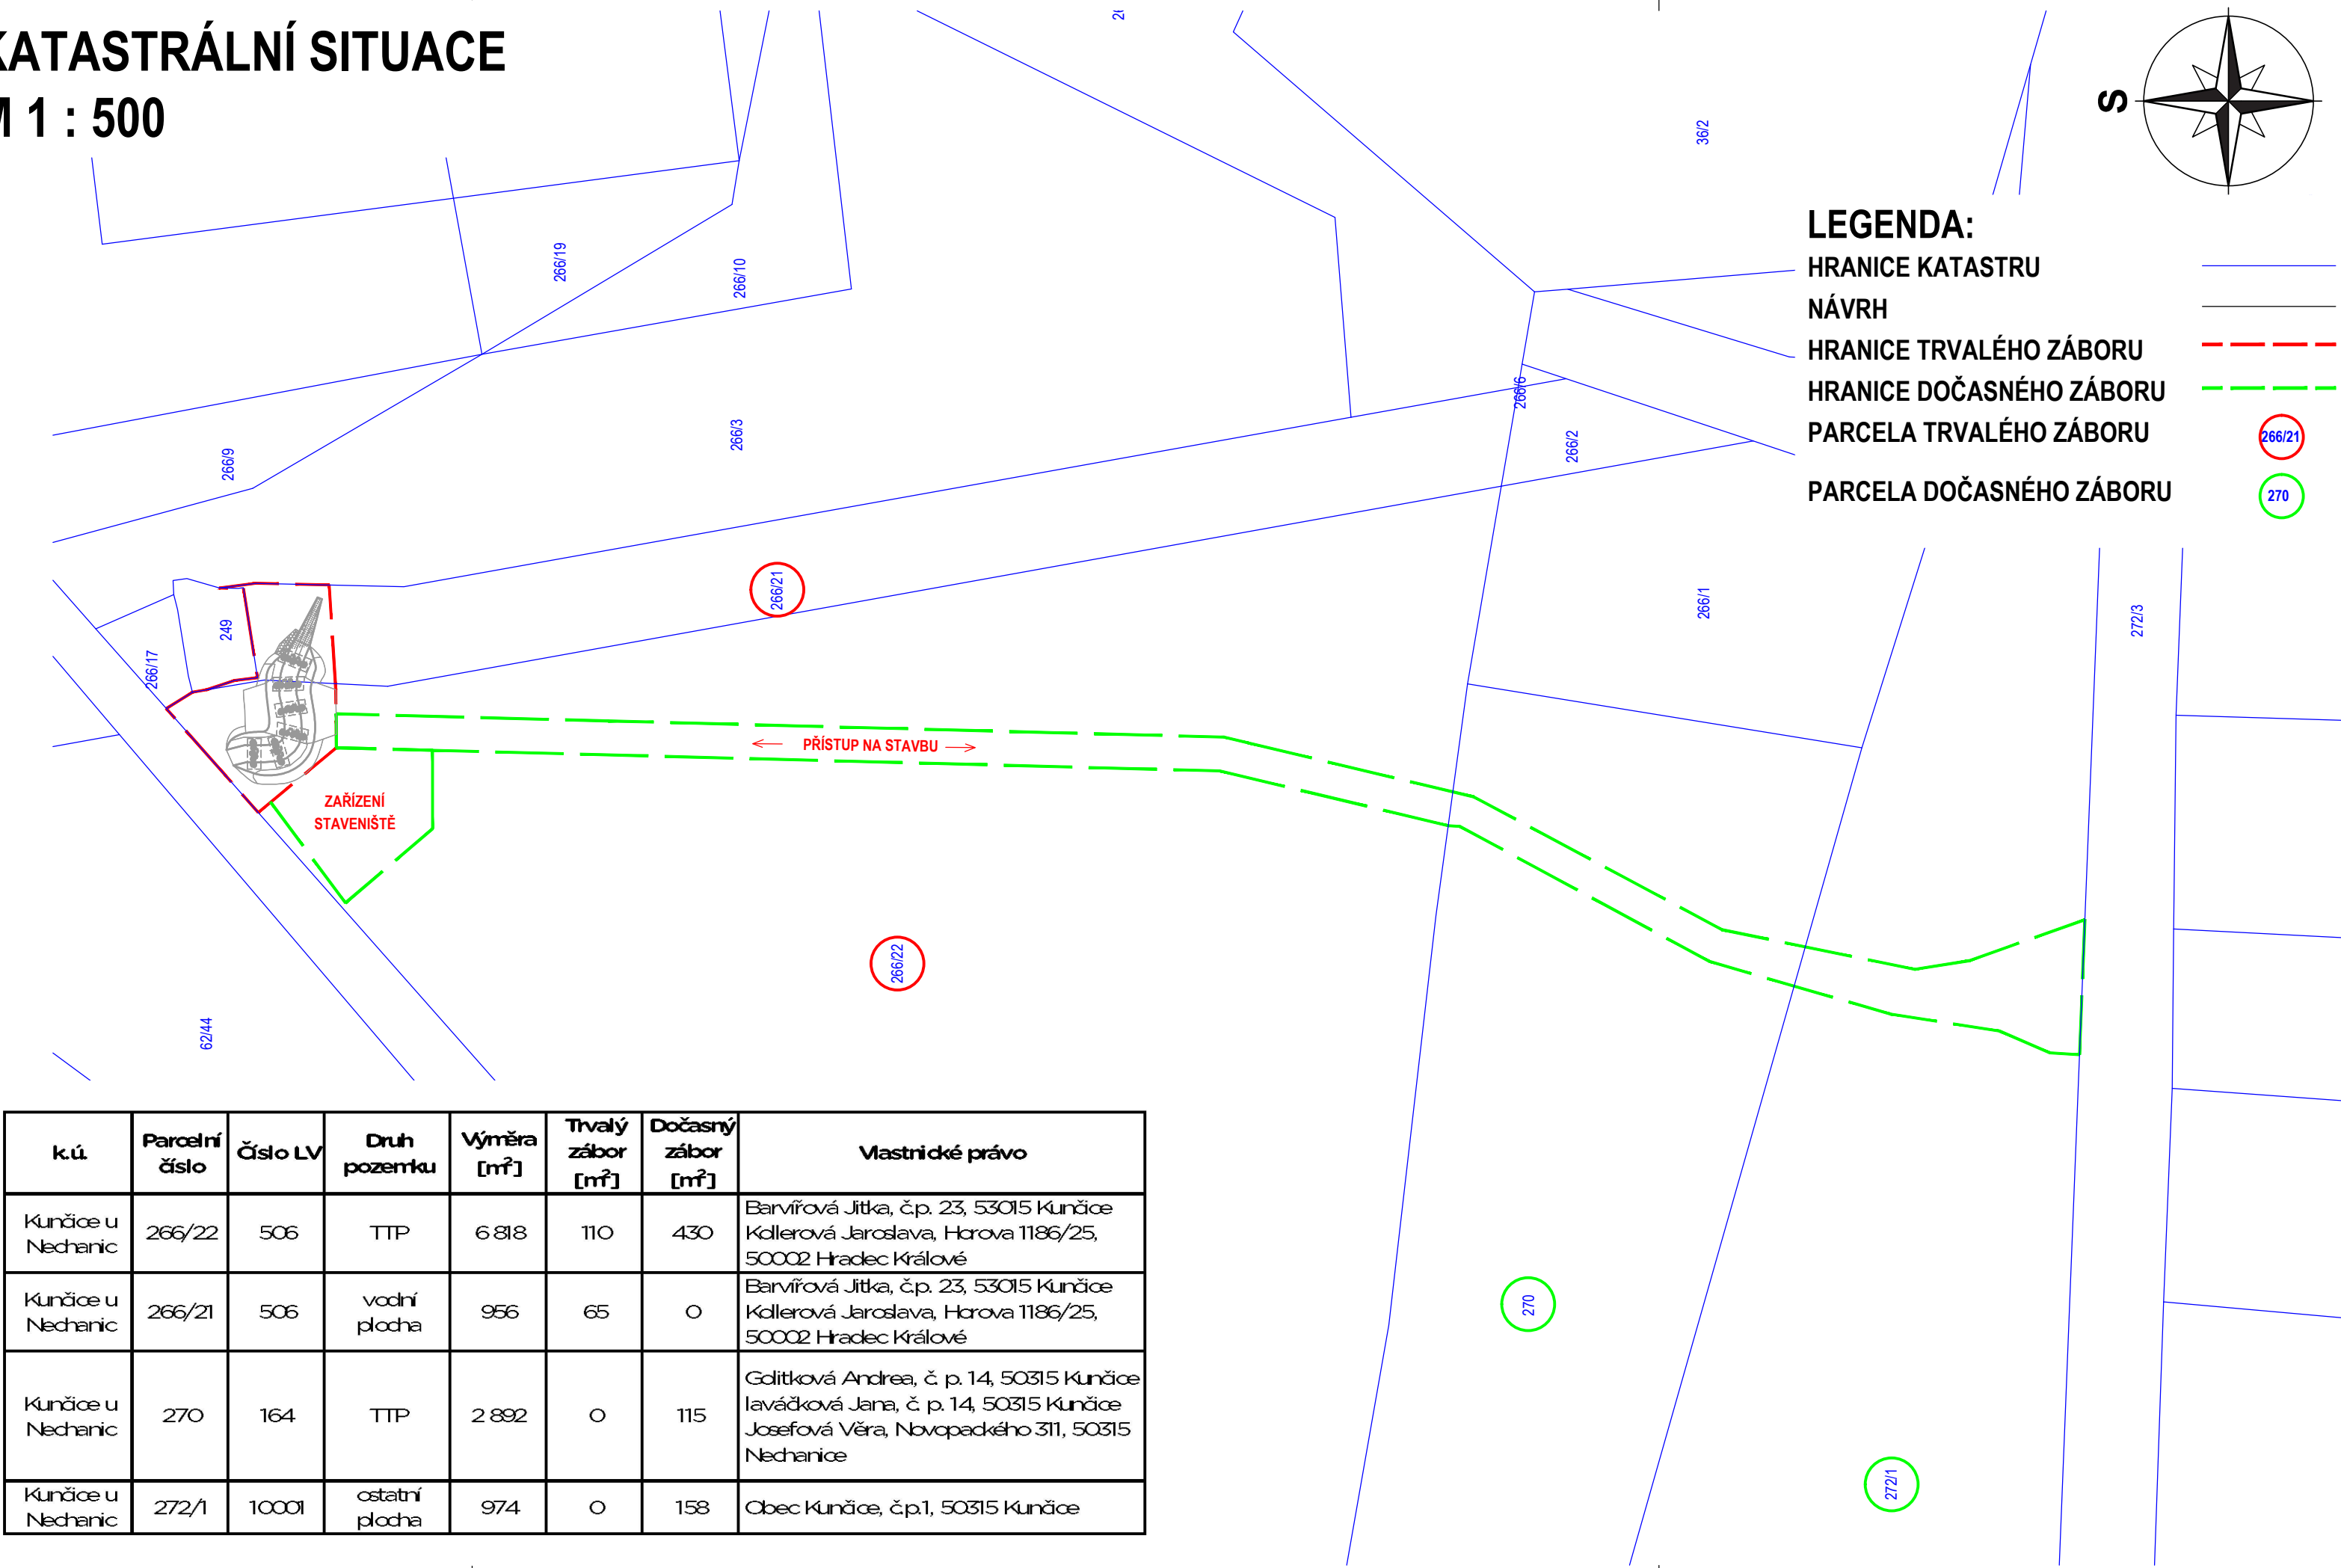 KATASTRÁLNÍ SITUACE
M 1 : 500
S
36/2
266/19
266/10
266/3
266/9
266/6
266/2
266/21
249
266/17
266/1
272/3
266/22
62/44
270
272/1
PŘÍSTUP NA STAVBU
ZAŘÍZENÍ
STAVENIŠTĚ
LEGENDA:
HRANICE KATASTRU
NÁVRH
HRANICE TRVALÉHO ZÁBORU
HRANICE DOČASNÉHO ZÁBORU
PARCELA TRVALÉHO ZÁBORU 266/21
PARCELA DOČASNÉHO ZÁBORU 270
k.ú. Parcelní číslo Číslo LV Druh pozemku Výměra [m²] Trvalý zábor [m²] Dočasný zábor [m²] Vlastnické právo
Kunčice u Nechanic 266/22 506 TTP 6 818 110 430 Barvířová Jitka, č.p. 23, 53015 Kunčice
Kollerová Jaroslava, Horova 1186/25,
50002 Hradec Králové
Kunčice u Nechanic 266/21 506 vodní plocha 956 65 0 Barvířová Jitka, č.p. 23, 53015 Kunčice
Kollerová Jaroslava, Horova 1186/25,
50002 Hradec Králové
Kunčice u Nechanic 270 164 TTP 2 892 0 115 Golitková Andrea, č. p. 14, 50315 Kunčice
laváčková Jana, č. p. 14, 50315 Kunčice
Josefová Věra, Novopackého 311, 50315
Nechanice
Kunčice u Nechanic 272/1 10001 ostatní plocha 974 0 158 Obec Kunčice, č.p.1, 50315 Kunčice